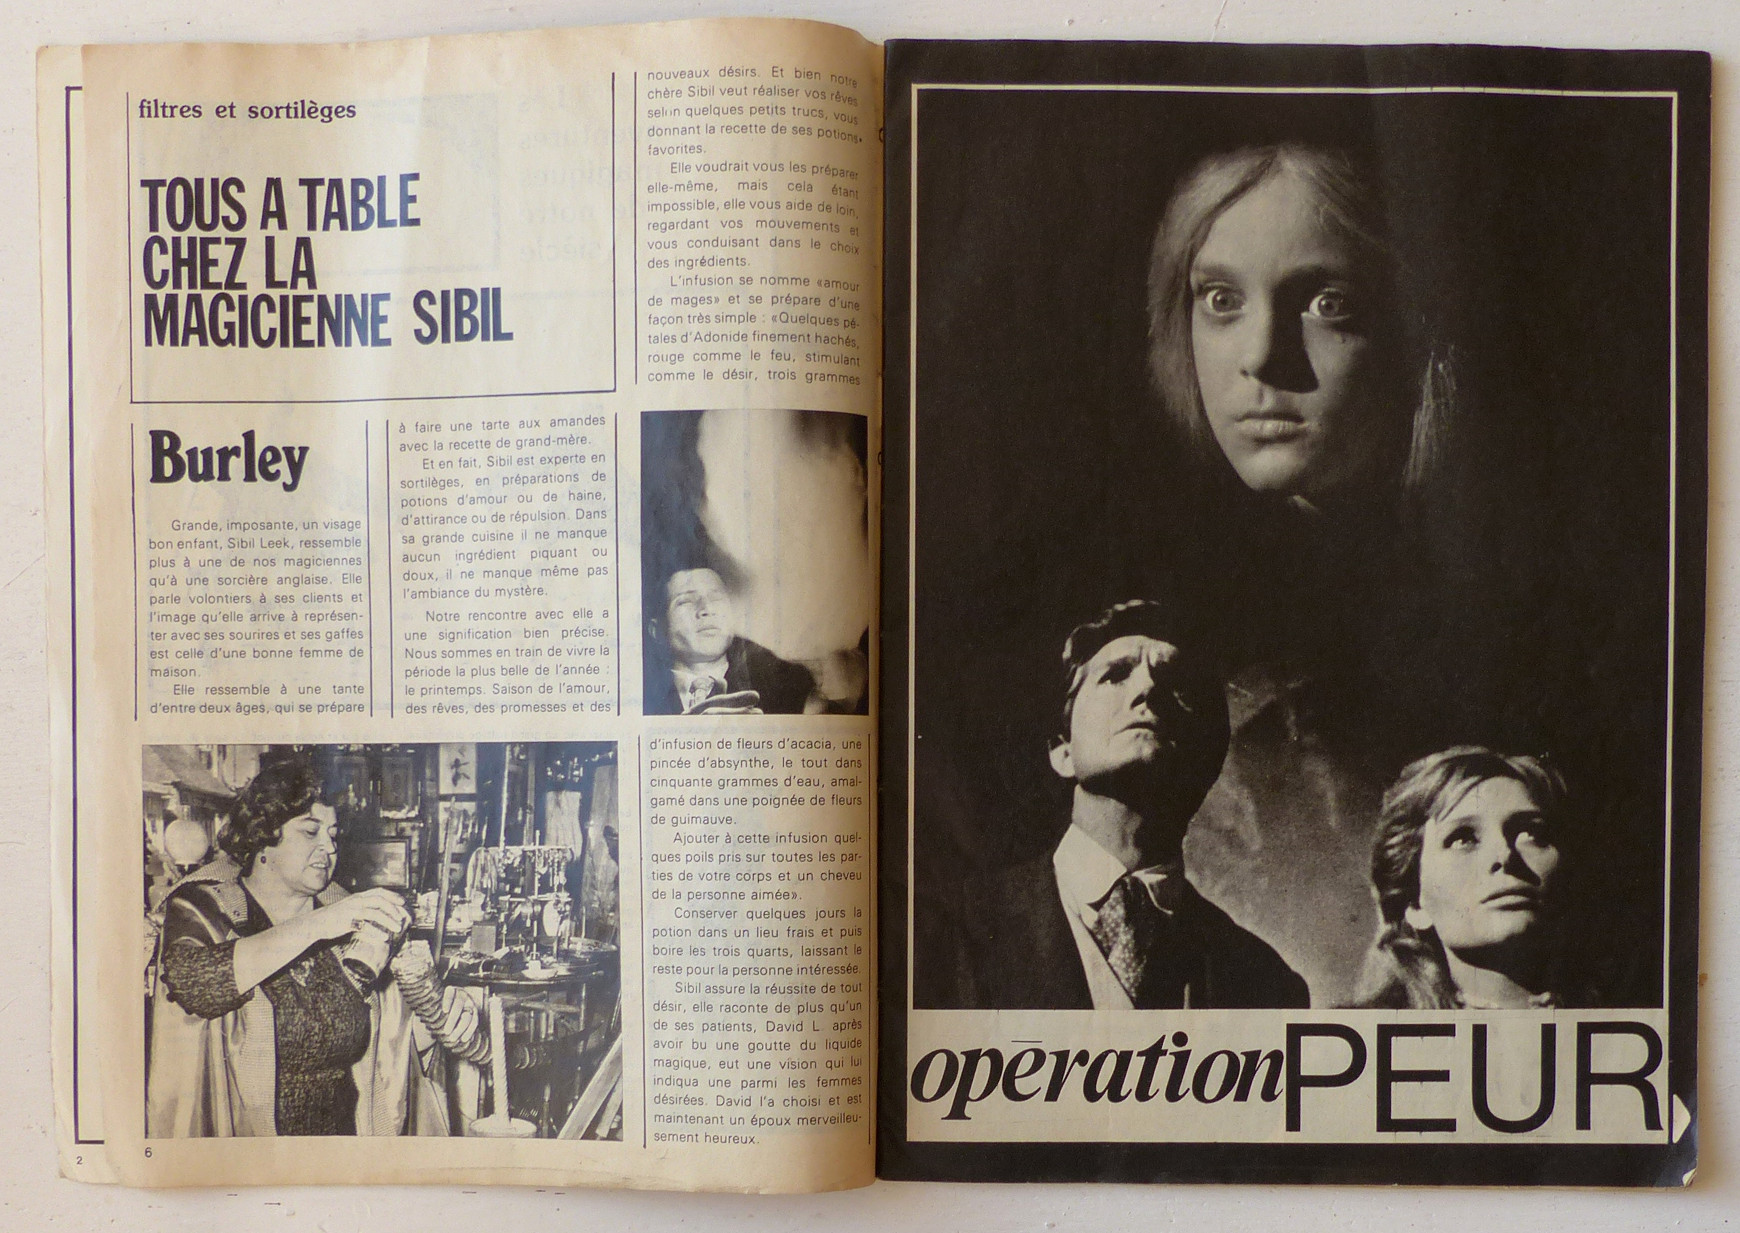 filtres et sortilèges
TOUS A TABLE
CHEZ LA
MAGICIENNE SIBIL
Burley
Grande, imposante, un visage
bon enfant, Sibil Leek, ressemble
plus à une de nos magiciennes
qu'à une sorcière anglaise. Elle
parle volontiers à ses clients et
l'image qu'elle arrive à représen-
ter avec ses sourires et ses gaffes
est celle d'une bonne femme de
maison.
Elle ressemble à une tante
d'entre deux âges, qui se prépare
à faire une tarte aux amandes
avec la recette de grand-mère.
Et en fait, Sibil est experte en
sortilèges, en préparations de
potions d'amour ou de haine,
d'attirance ou de répulsion. Dans
sa grande cuisine il ne manque
aucun ingrédient piquant ou
doux, il ne manque même pas
l'ambiance du mystère.
Notre rencontre avec elle a
une signification bien précise.
Nous sommes en train de vivre la
période la plus belle de l'année :
le printemps. Saison de l'amour,
des rêves, des promesses et des
nouveaux désirs. Et bien notre
chère Sibil veut réaliser vos rêves
selon quelques petits trucs, vous
donnant la recette de ses potions
favorites.
Elle voudrait vous les préparer
elle-même, mais cela étant
impossible, elle vous aide de loin,
regardant vos mouvements et
vous conduisant dans le choix
des ingrédients.
L'infusion se nomme «amour
de mages» et se prépare d'une
façon très simple : «Quelques pé-
tales d'Adonide finement hachés,
rouge comme le feu, stimulant
comme le désir, trois grammes
d'infusion de fleurs d'acacia, une
pincée d'absynthe, le tout dans
cinquante grammes d'eau, amal-
gamé dans une poignée de fleurs
de guimauve.
Ajouter à cette infusion quel-
ques poils pris sur toutes les par-
ties de votre corps et un cheveu
de la personne aimée».
Conserver quelques jours la
potion dans un lieu frais et puis
boire les trois quarts, laissant le
reste pour la personne intéressée.
Sibil assure la réussite de tout
désir, elle raconte de plus qu'un
de ses patients, David L. après
avoir bu une goutte du liquide
magique, eut une vision qui lui
indiqua une parmi les femmes
désirées. David l'a choisi et est
maintenant un époux merveilleu-
sement heureux.
2
6
opération PEUR